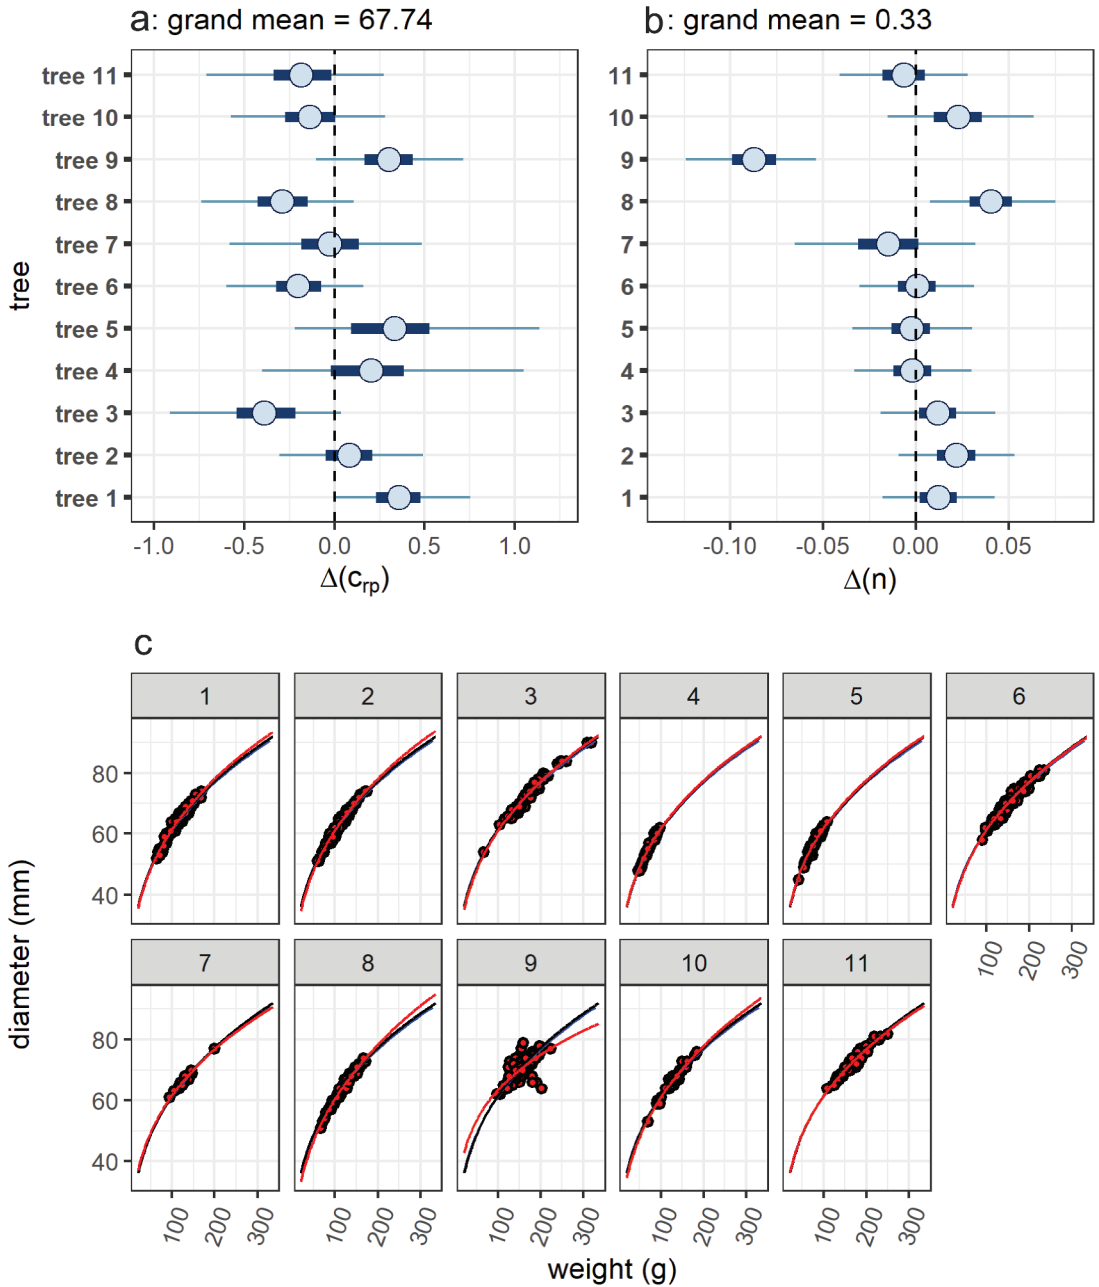 a: grand mean = 67.74
b: grand mean = 0.33
tree
tree 11
tree 10
tree 9
tree 8
tree 7
tree 6
tree 5
tree 4
tree 3
tree 2
tree 1
-1.0 -0.5 0.0 0.5 1.0
Δ(crp)
11
10
9
8
7
6
5
4
3
2
1
-0.10 -0.05 0.00 0.05
Δ(n)
c
1 2 3 4 5 6
80
60
40
100 200 300
diameter (mm)
7 8 9 10 11
80
60
40
100 200 300 100 200 300 100 200 300 100 200 300 100 200 300
weight (g)